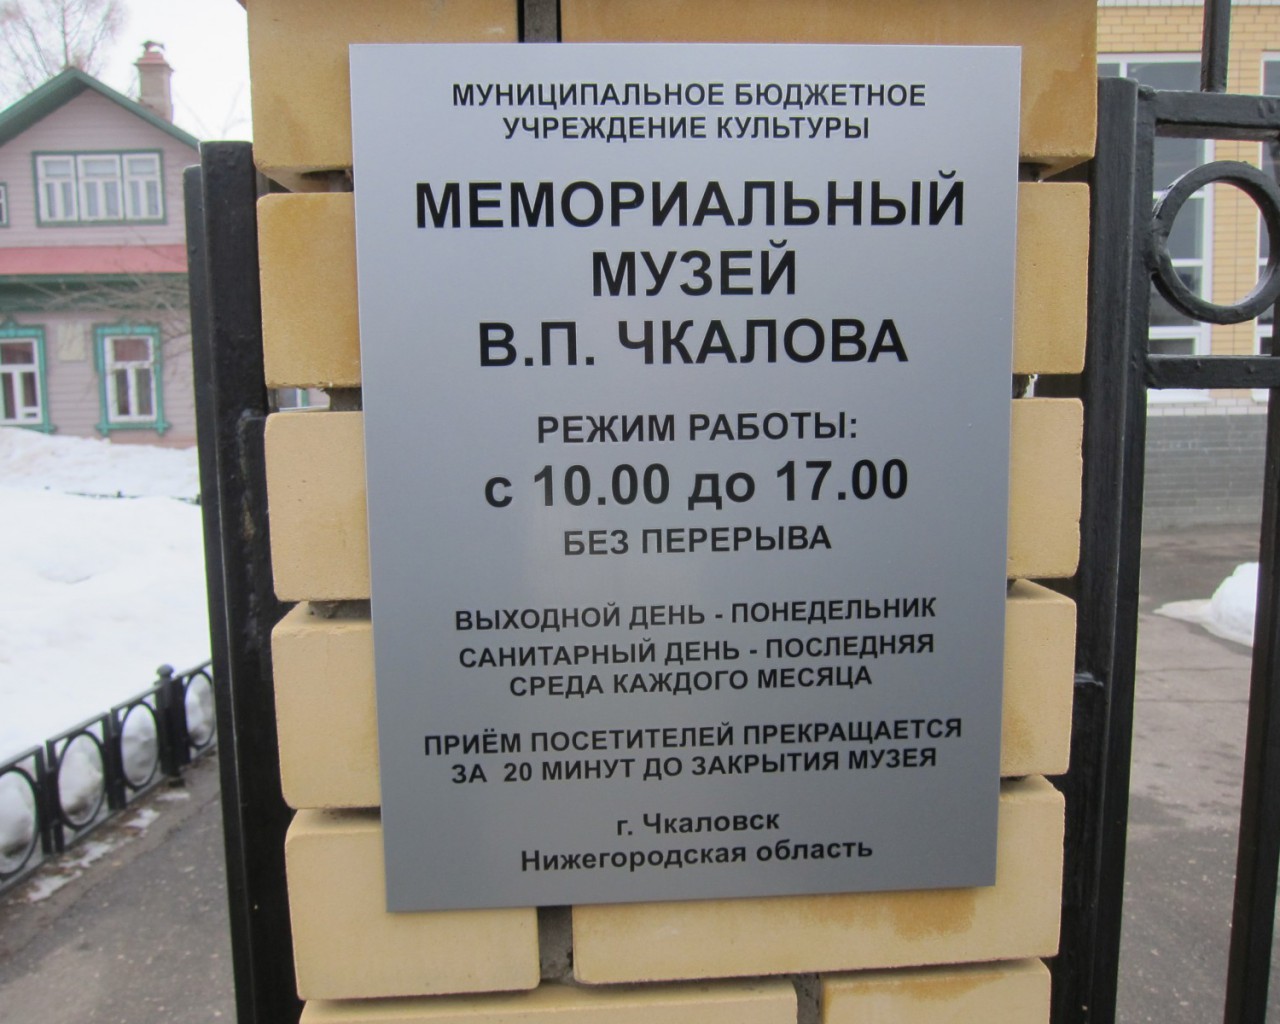 МУНИЦИПАЛЬНОЕ БЮДЖЕТНОЕ
УЧРЕЖДЕНИЕ КУЛЬТУРЫ
МЕМОРИАЛЬНЫЙ
МУЗЕЙ
В.П. ЧКАЛОВА
РЕЖИМ РАБОТЫ:
с 10.00 до 17.00
БЕЗ ПЕРЕРЫВА
ВЫХОДНОЙ ДЕНЬ - ПОНЕДЕЛЬНИК
САНИТАРНЫЙ ДЕНЬ - ПОСЛЕДНЯЯ
СРЕДА КАЖДОГО МЕСЯЦА
ПРИЁМ ПОСЕТИТЕЛЕЙ ПРЕКРАЩАЕТСЯ
ЗА 20 МИНУТ ДО ЗАКРЫТИЯ МУЗЕЯ
г. Чкаловск
Нижегородская область